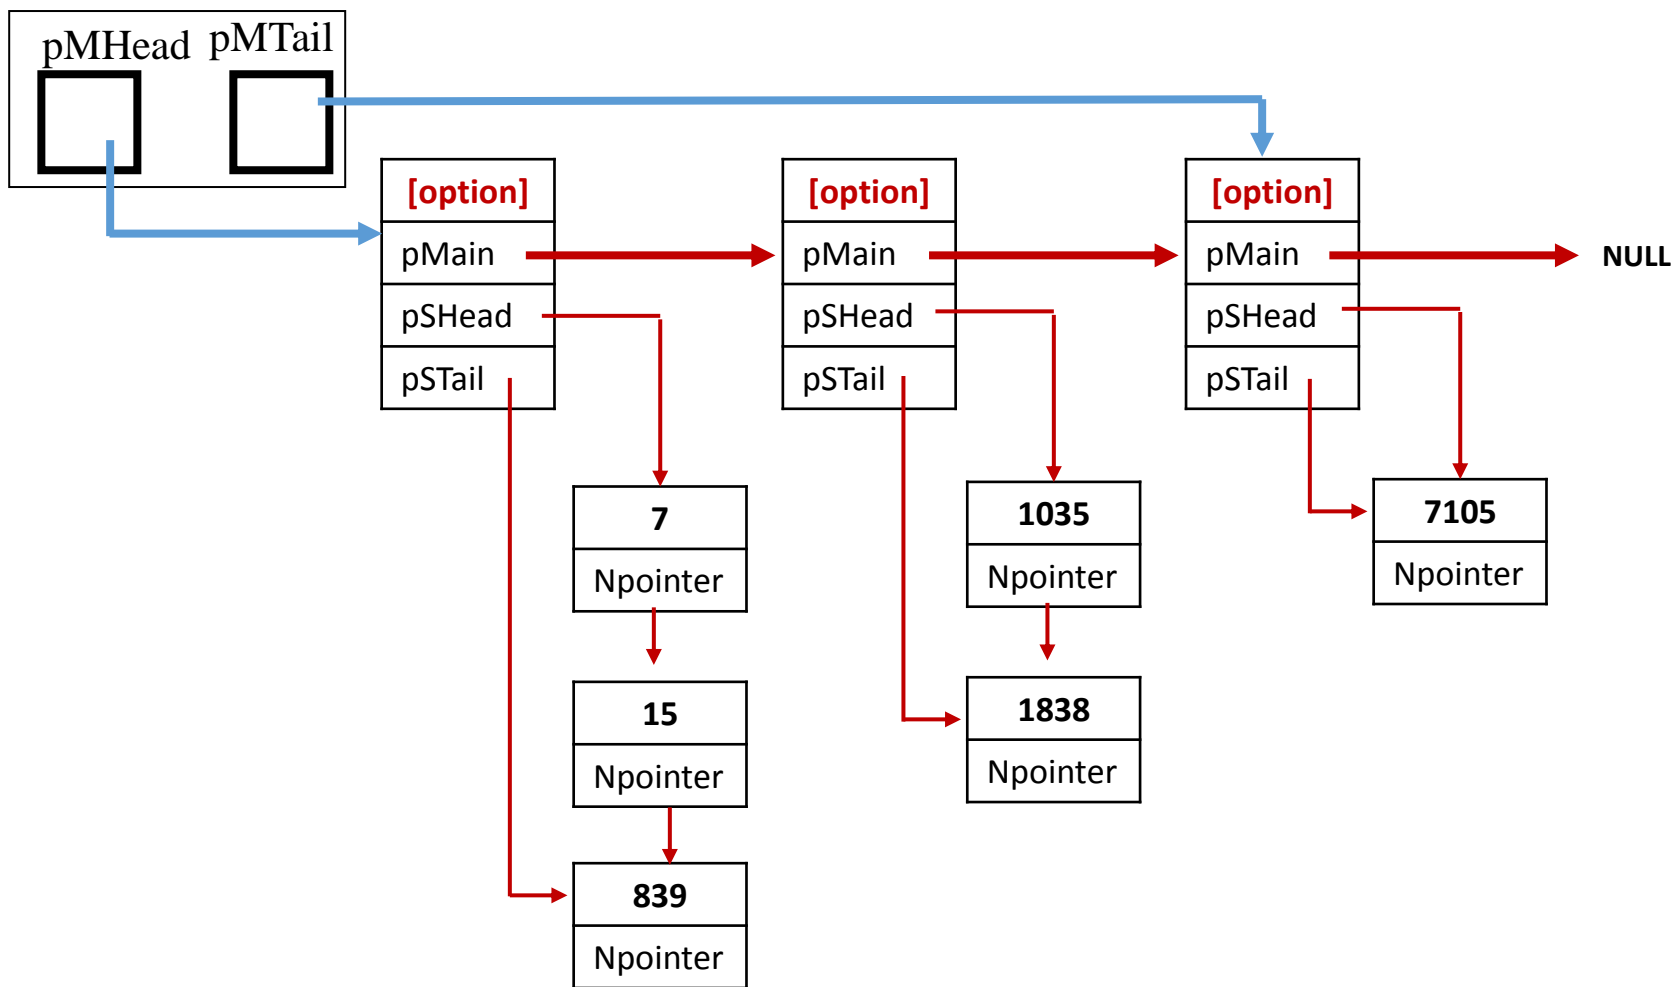 pMHead pMTail
[option] [option] [option]
pMain pMain pMain NULL
pSHead pSHead pSHead
pSTail pSTail pSTail
7 1035 7105
Npointer Npointer Npointer
15 1838
Npointer Npointer
839
Npointer